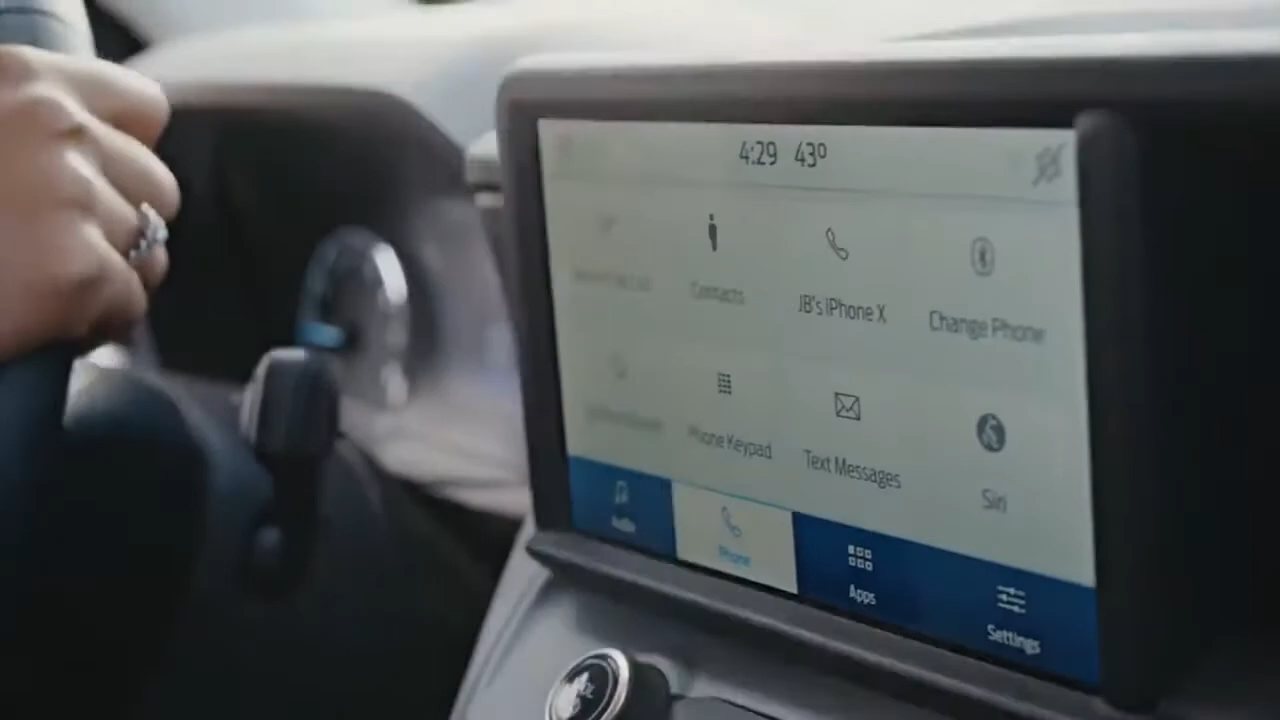 4:29 43°
Contacts
JB's iPhone X
Change Phone
Phone Keypad
Text Messages
Siri
Audio
Phone
Apps
Settings